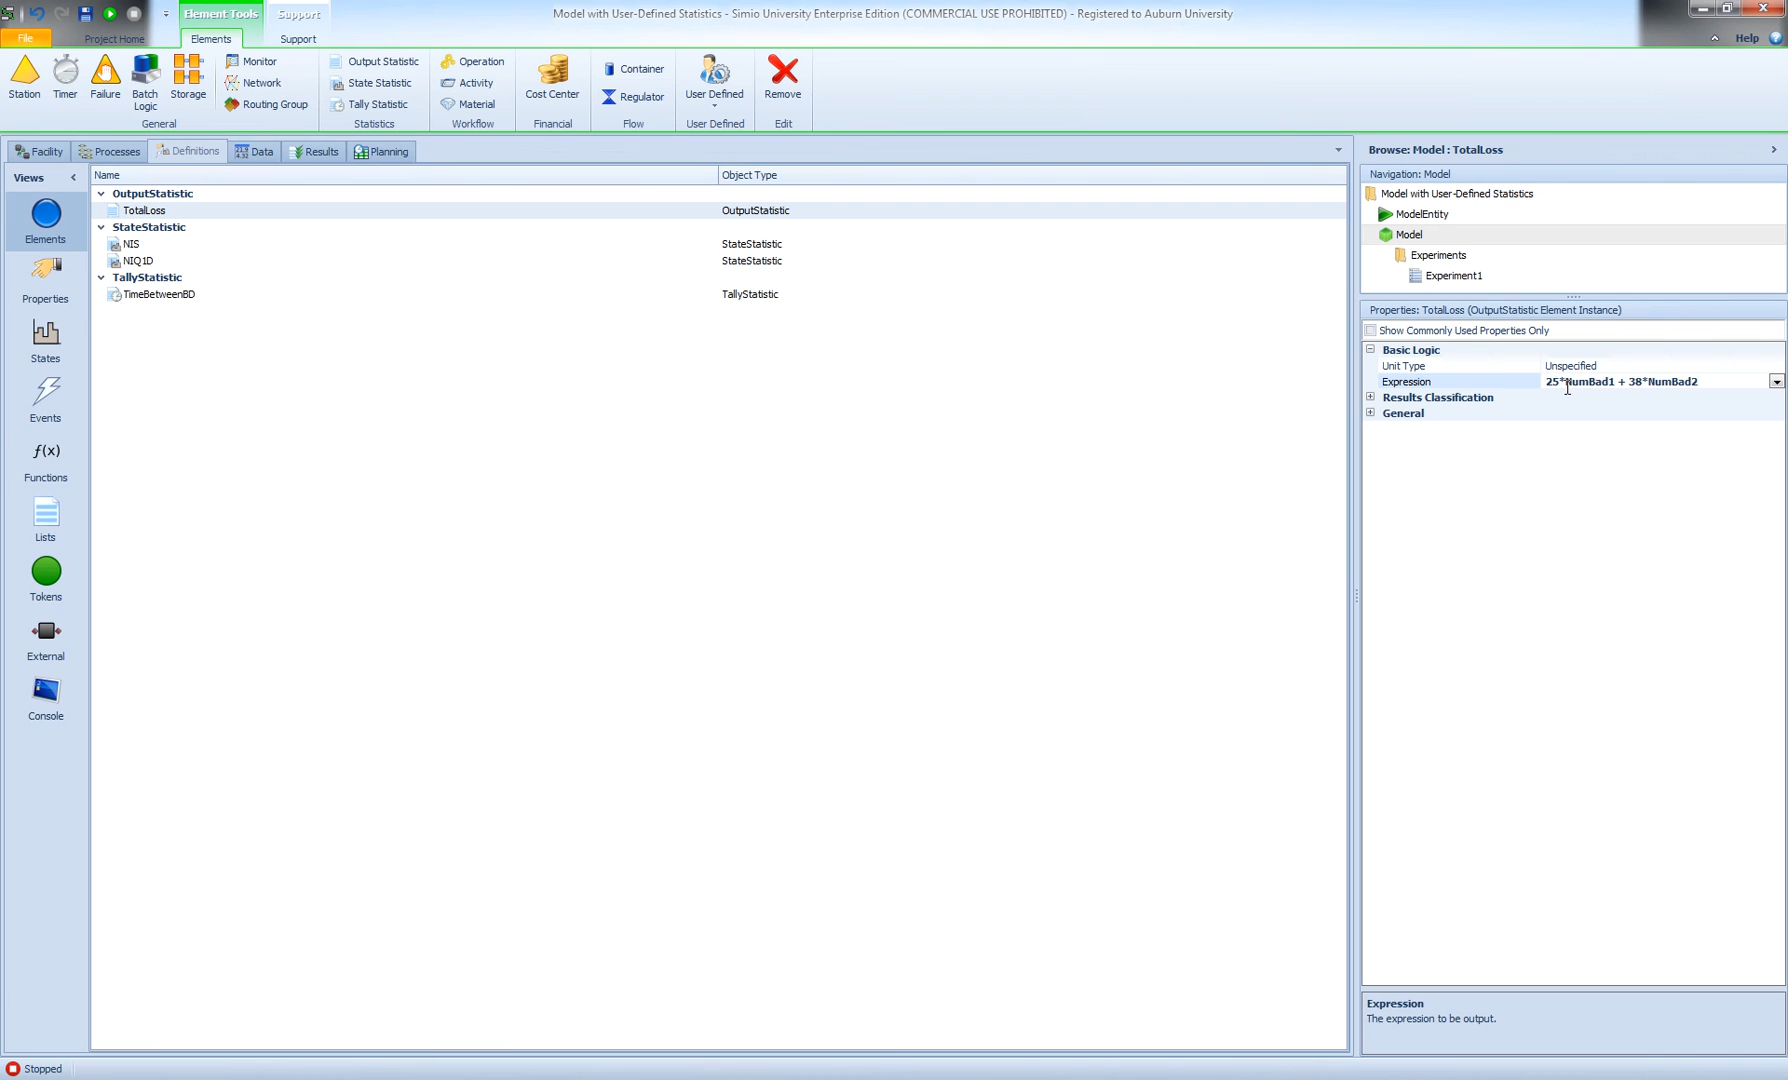 Element Tools
Support
Model with User-Defined Statistics - Simio University Enterprise Edition (COMMERCIAL USE PROHIBITED) - Registered to Auburn University
File
Project Home
Elements
Support
Help
Station
Timer
Failure
Batch
Logic
Storage
Monitor
Network
Routing Group
General
Output Statistic
State Statistic
Tally Statistic
Statistics
Operation
Activity
Material
Workflow
Cost Center
Financial
Container
Regulator
Flow
User Defined
User Defined
Remove
Edit
Facility
Processes
Definitions
Data
Results
Planning
Views
Elements
Properties
States
Events
f(x)
Functions
Lists
Tokens
External
Console
Name Object Type
OutputStatistic
TotalLoss OutputStatistic
StateStatistic
NIS StateStatistic
NIQ1D StateStatistic
TallyStatistic
TimeBetweenBD TallyStatistic
Browse: Model : TotalLoss
Navigation: Model
Model with User-Defined Statistics
ModelEntity
Model
Experiments
Experiment1
Properties: TotalLoss (OutputStatistic Element Instance)
Show Commonly Used Properties Only
Basic Logic
Unit Type Unspecified
Expression 25*NumBad1 + 38*NumBad2
Results Classification
General
Expression
The expression to be output.
Stopped